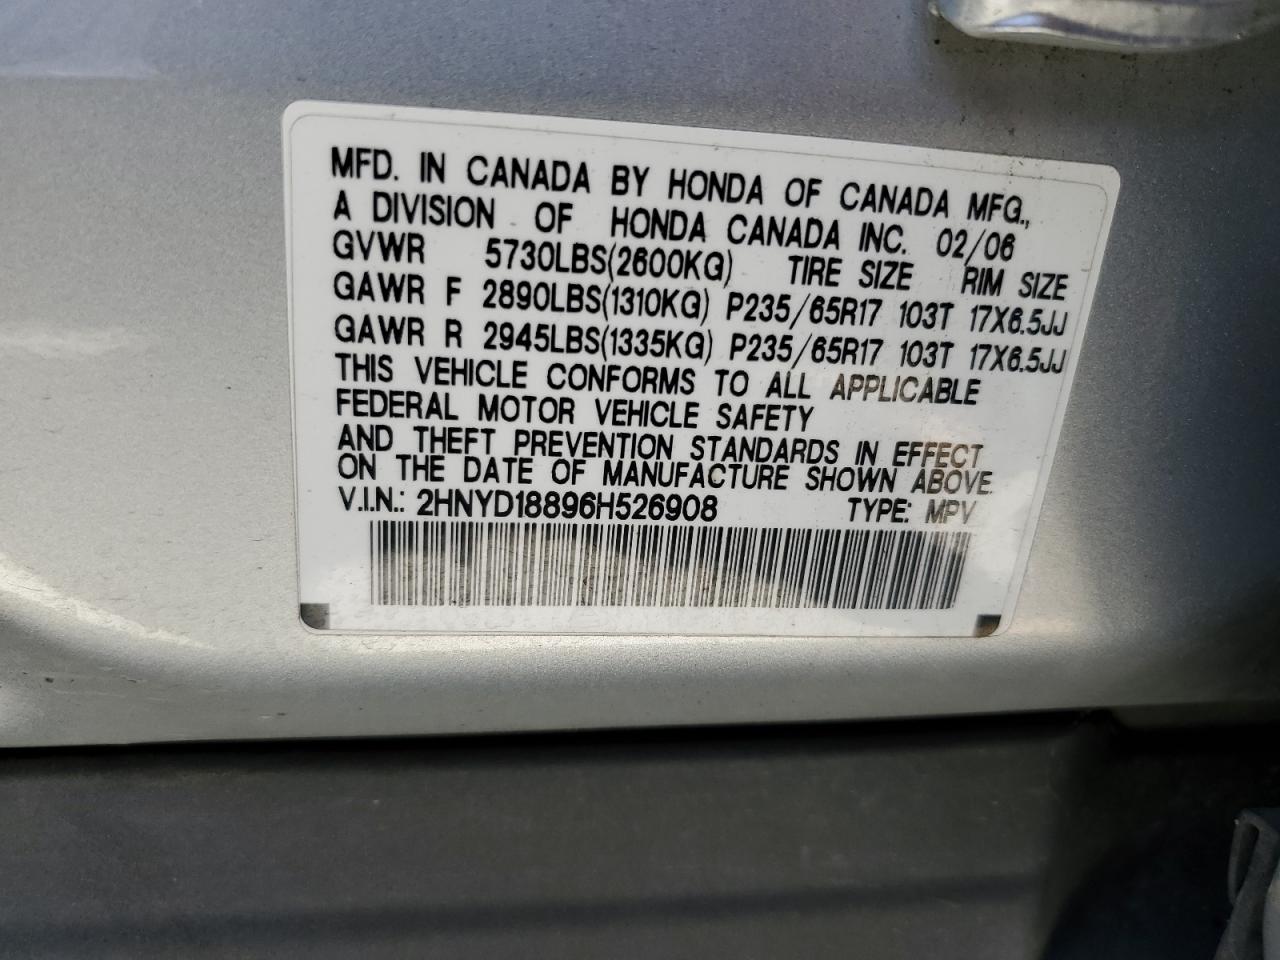 MFD. IN CANADA BY HONDA OF CANADA MFG.,
A DIVISION OF HONDA CANADA INC. 02/06
GVWR 5730LBS(2600KG) TIRE SIZE RIM SIZE
GAWR F 2890LBS(1310KG) P235/65R17 103T 17X6.5JJ
GAWR R 2945LBS(1335KG) P235/65R17 103T 17X6.5JJ
THIS VEHICLE CONFORMS TO ALL APPLICABLE
FEDERAL MOTOR VEHICLE SAFETY
AND THEFT PREVENTION STANDARDS IN EFFECT
ON THE DATE OF MANUFACTURE SHOWN ABOVE.
V.I.N.: 2HNYD18896H526908 TYPE: MPV